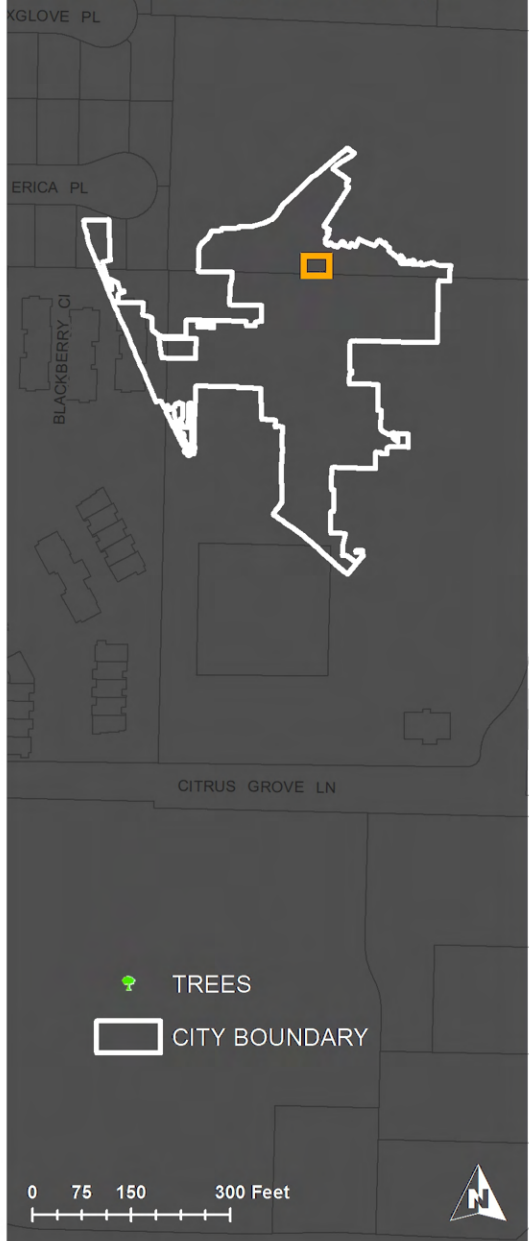 XGLOVE PL
ERICA PL
BLACKBERRY CI
CITRUS GROVE LN
TREES
CITY BOUNDARY
0 75 150 300 Feet
N